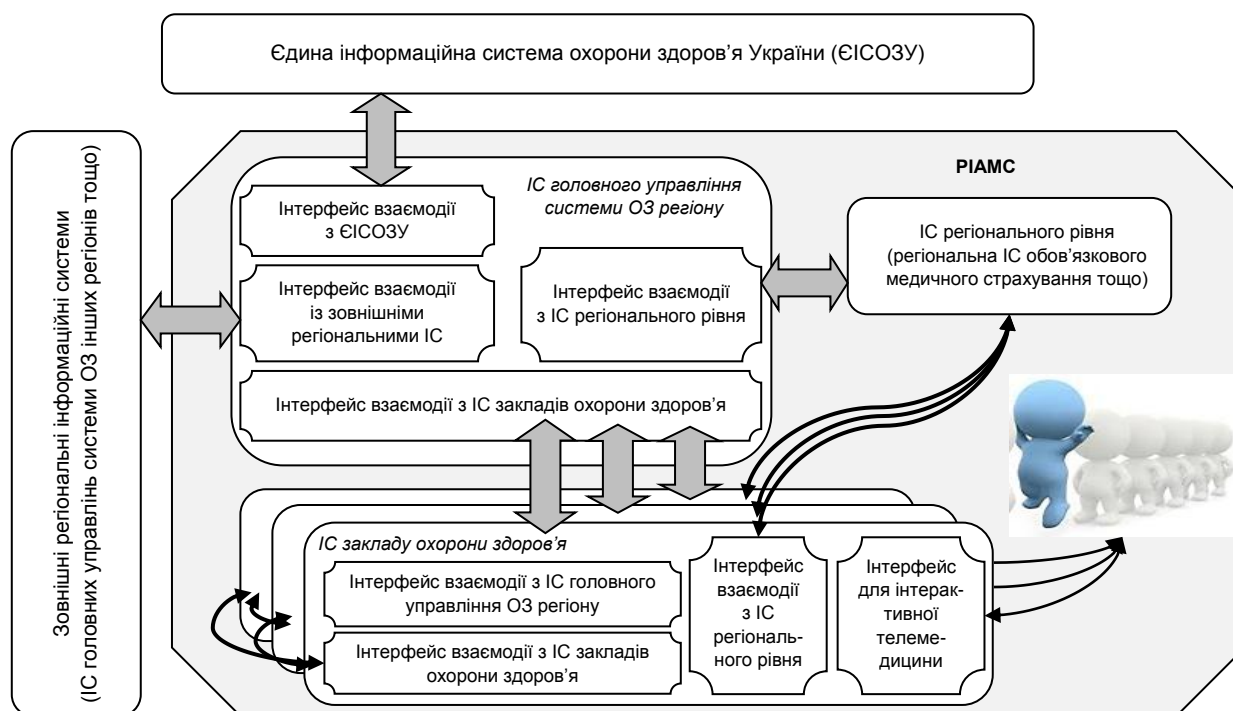 Єдина інформаційна система охорони здоров’я України (ЄІСОЗУ)
Зовнішні регіональні інформаційні системи
(ІС головних управлінь системи ОЗ інших регіонів тощо)
РІАМС
ІС головного управління
системи ОЗ регіону
Інтерфейс взаємодії
з ЄІСОЗУ
Інтерфейс взаємодії
із зовнішніми
регіональними ІС
Інтерфейс взаємодії
з ІС регіонального рівня
Інтерфейс взаємодії з ІС закладів охорони здоров’я
ІС регіонального рівня
(регіональна ІС обов’язкового
медичного страхування тощо)
ІС закладу охорони здоров’я
Інтерфейс взаємодії з ІС головного
управління ОЗ регіону
Інтерфейс взаємодії з ІС закладів
охорони здоров’я
Інтерфейс
взаємодії
з ІС
регіональ-
ного рівня
Інтерфейс
для інтерак-
тивної
телеме-
дицини